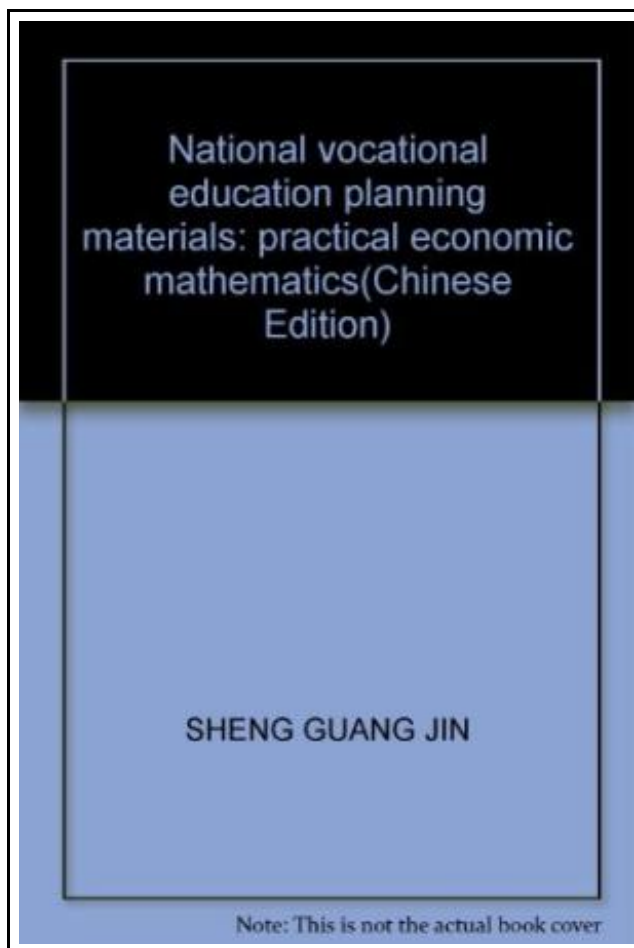 National vocational
education planning
materials: practical economic
mathematics(Chinese
Edition)
SHENG GUANG JIN
Note: This is not the actual book cover